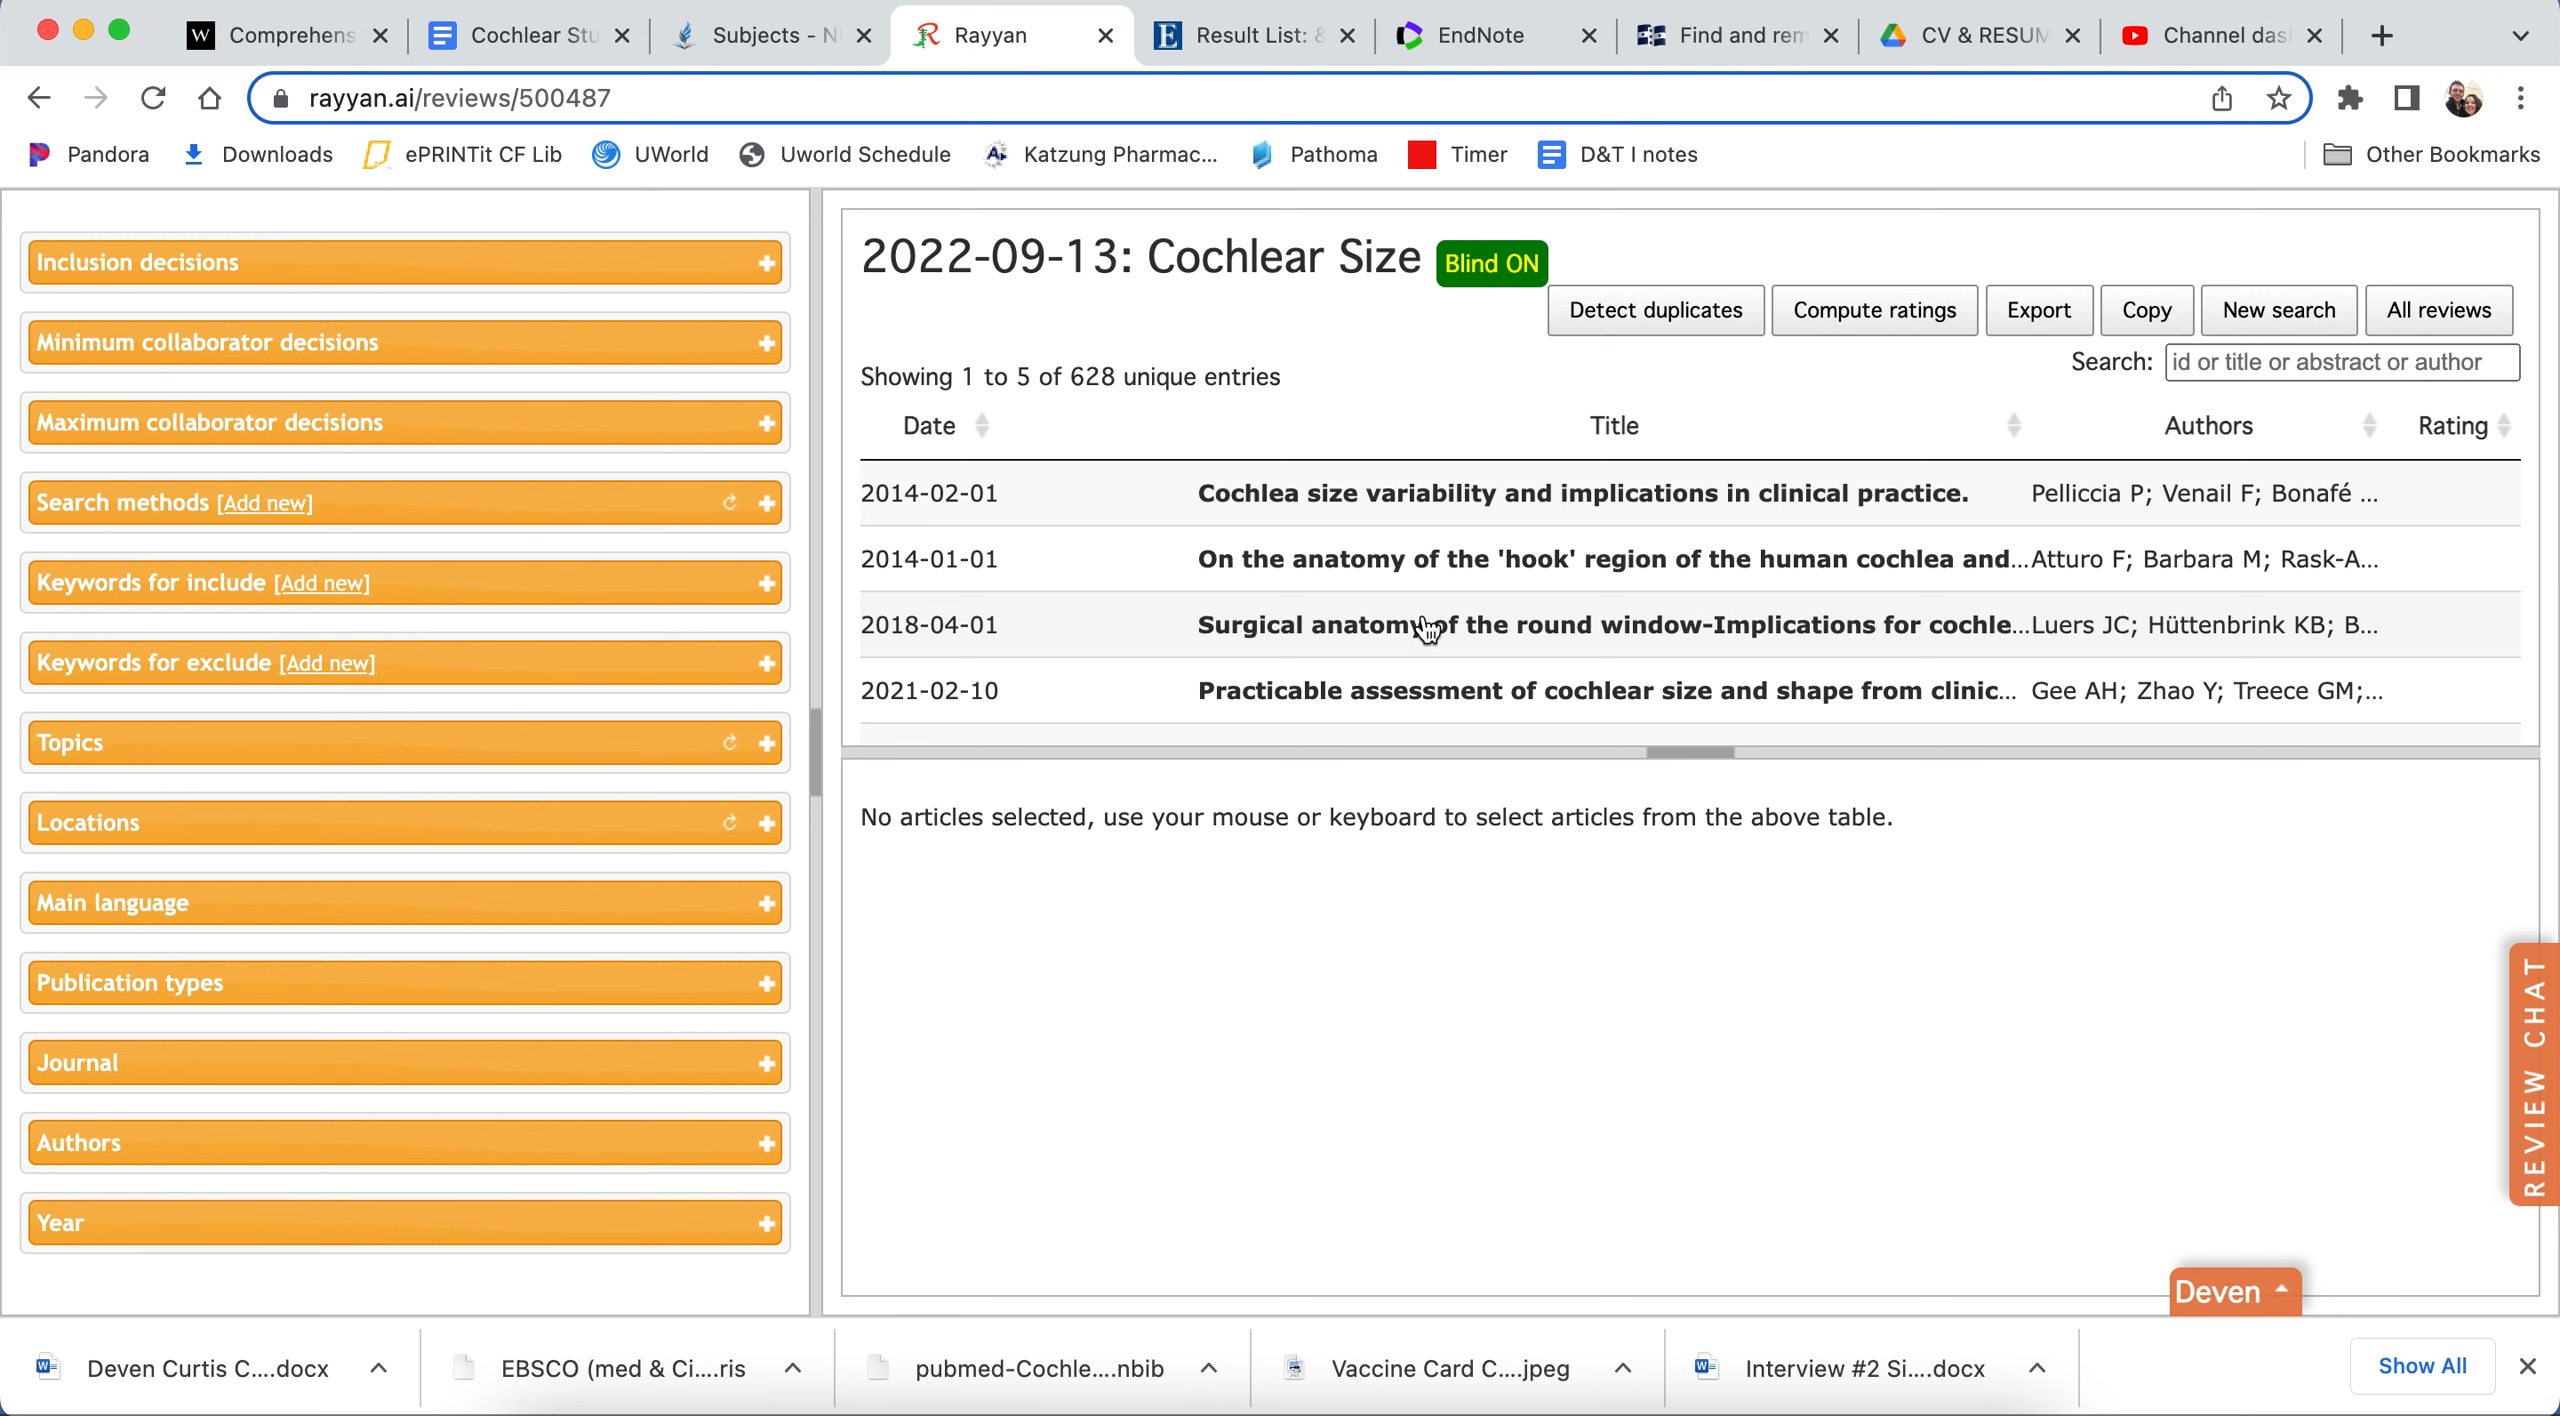 Comprehens
Cochlear Stu
Subjects - N
Rayyan
Result List: &
EndNote
Find and rem
CV & RESUM
Channel das
rayyan.ai/reviews/500487
Pandora
Downloads
ePRINTit CF Lib
UWorld
Uworld Schedule
Katzung Pharmac...
Pathoma
Timer
D&T I notes
Other Bookmarks
Inclusion decisions
Minimum collaborator decisions
Maximum collaborator decisions
Search methods [Add new]
Keywords for include [Add new]
Keywords for exclude [Add new]
Topics
Locations
Main language
Publication types
Journal
Authors
Year
2022-09-13: Cochlear Size Blind ON
Detect duplicates
Compute ratings
Export
Copy
New search
All reviews
Showing 1 to 5 of 628 unique entries
Search: id or title or abstract or author
Date Title Authors Rating
2014-02-01 Cochlea size variability and implications in clinical practice. Pelliccia P; Venail F; Bonafé ...
2014-01-01 On the anatomy of the 'hook' region of the human cochlea and... Atturo F; Barbara M; Rask-A...
2018-04-01 Surgical anatomy of the round window-Implications for cochle... Luers JC; Hüttenbrink KB; B...
2021-02-10 Practicable assessment of cochlear size and shape from clinic... Gee AH; Zhao Y; Treece GM;...
No articles selected, use your mouse or keyboard to select articles from the above table.
REVIEW CHAT
Deven
Deven Curtis C....docx
EBSCO (med & Ci....ris
pubmed-Cochle....nbib
Vaccine Card C....jpeg
Interview #2 Si....docx
Show All